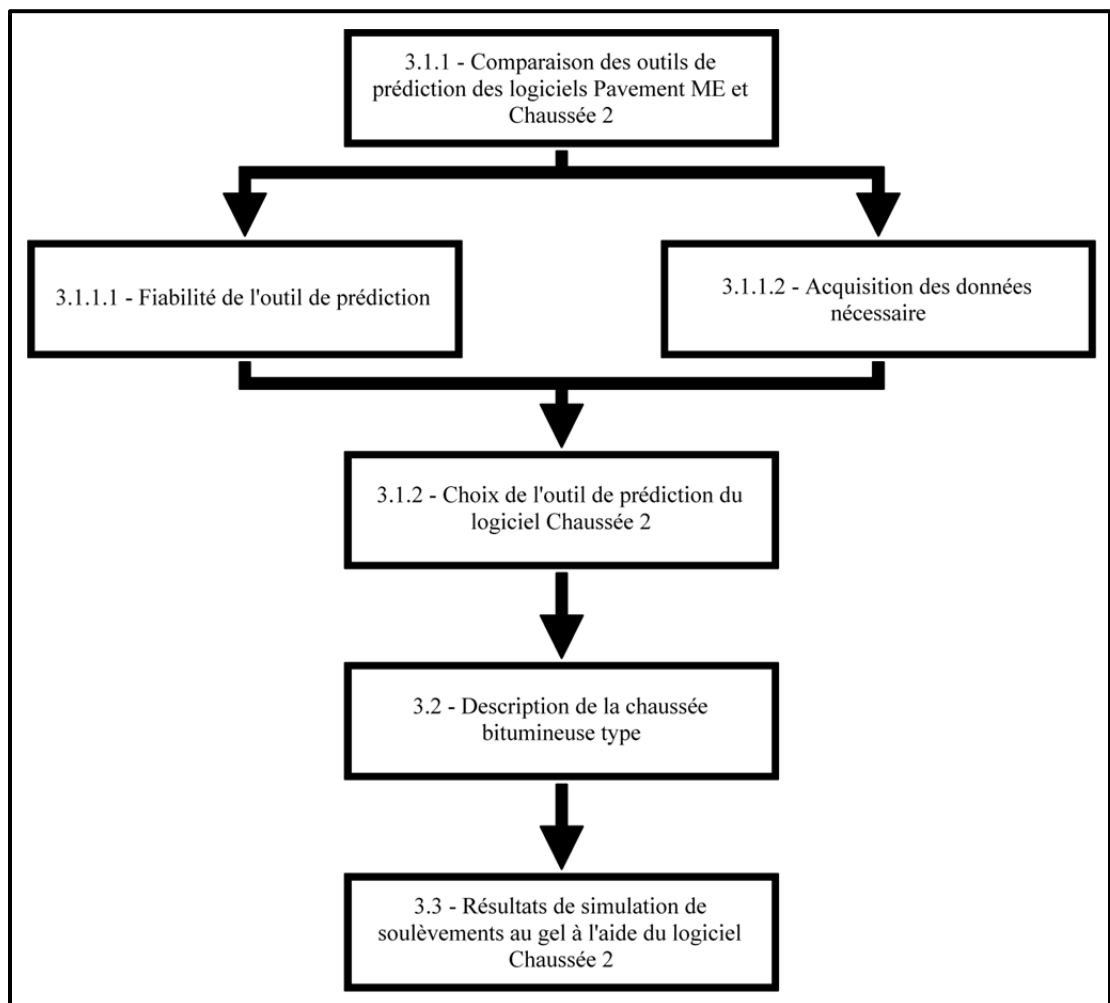 3.1.1 - Comparaison des outils de
prédiction des logiciels Pavement ME et
Chaussée 2
3.1.1.1 - Fiabilité de l'outil de prédiction
3.1.1.2 - Acquisition des données
nécessaire
3.1.2 - Choix de l'outil de prédiction du
logiciel Chaussée 2
3.2 - Description de la chaussée
bitumineuse type
3.3 - Résultats de simulation de
soulèvements au gel à l'aide du logiciel
Chaussée 2